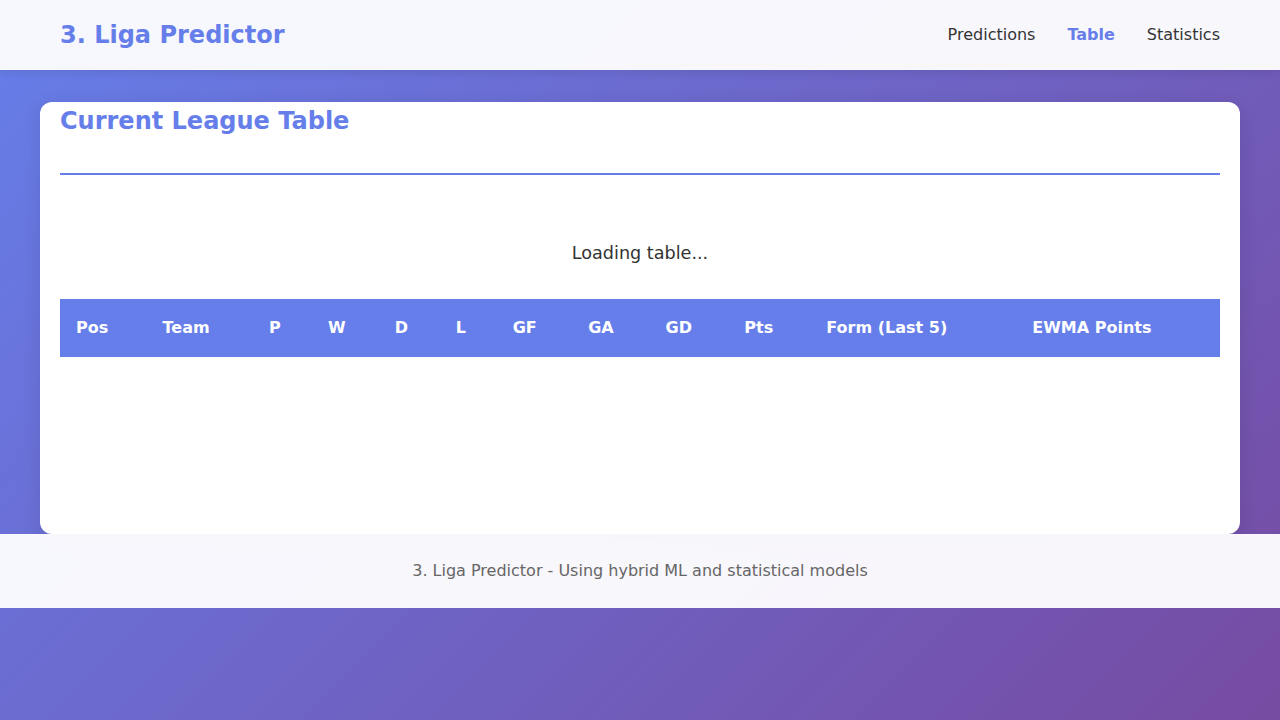 3. Liga Predictor
Predictions Table Statistics
Current League Table
Loading table...
Pos Team P W D L GF GA GD Pts Form (Last 5) EWMA Points
3. Liga Predictor - Using hybrid ML and statistical models